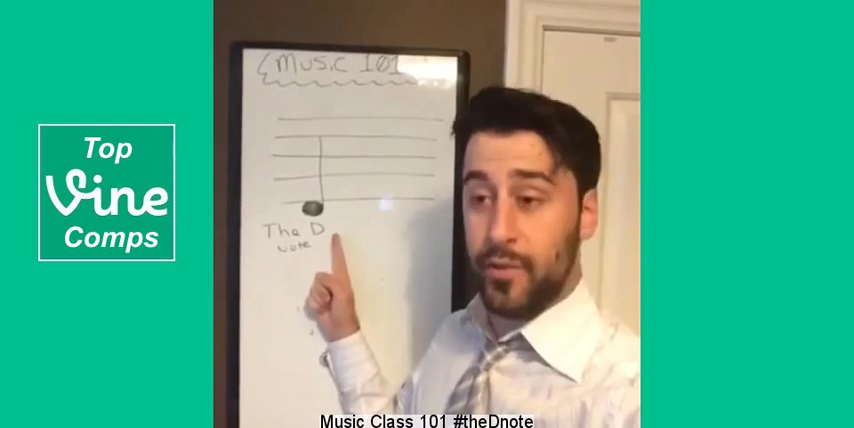 Music 101
Top
Vine
Comps
The D
Note
Music Class 101 #theDnote